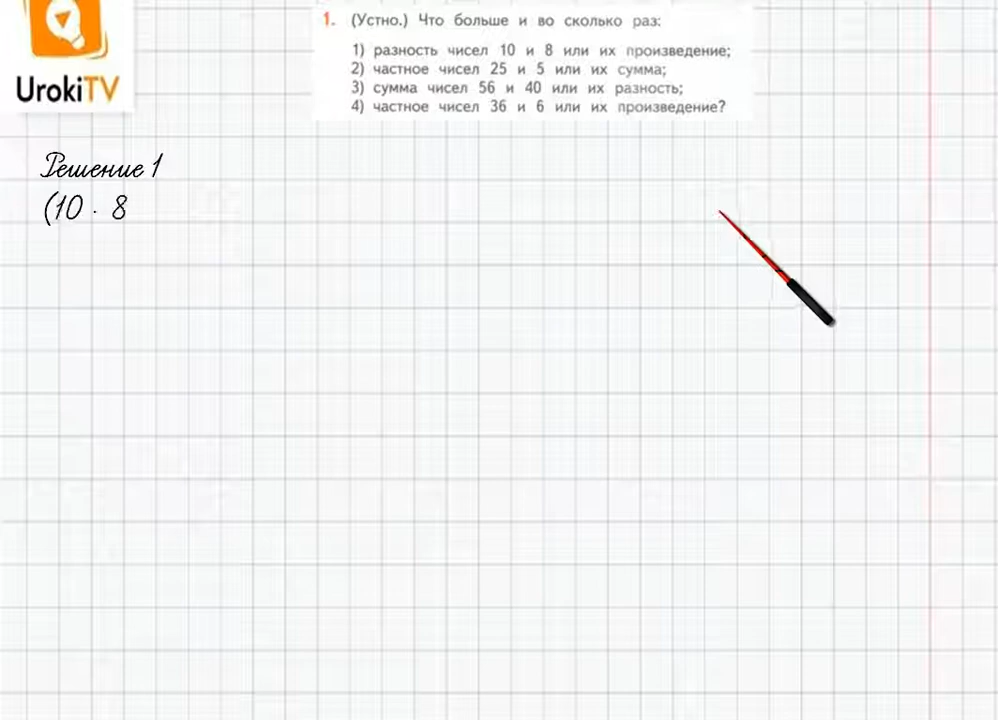 UrokiTV
1. (Устно.) Что больше и во сколько раз:
1) разность чисел 10 и 8 или их произведение;
2) частное чисел 25 и 5 или их сумма;
3) сумма чисел 56 и 40 или их разность;
4) частное чисел 36 и 6 или их произведение?
Решение 1
(10 · 8